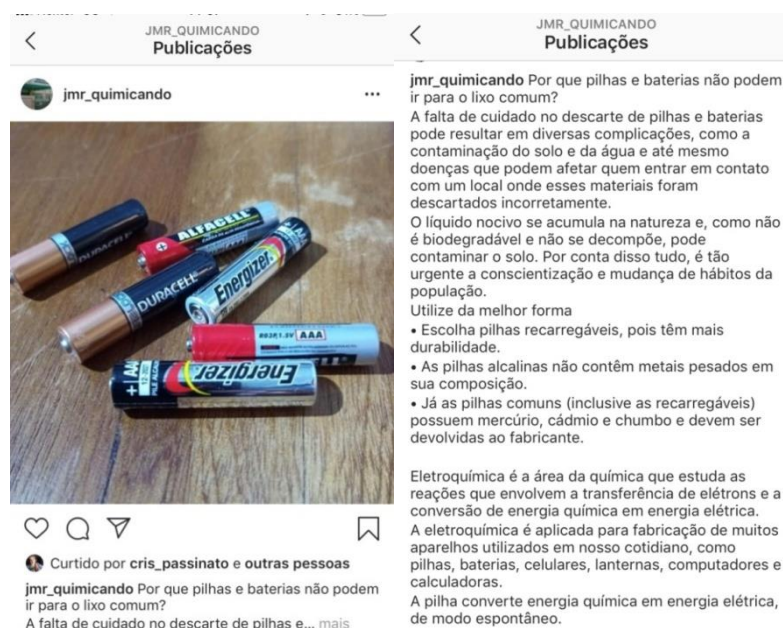 JMR_QUIMICANDO
Publicações
jmr_quimicando
DURACELL
ALFACELL
Energizer
DURACELL
R03P,1.5V AAA
Energizer
+ AA
Curtido por cris_passinato e outras pessoas
jmr_quimicando Por que pilhas e baterias não podem
ir para o lixo comum?
A falta de cuidado no descarte de pilhas e... mais
JMR_QUIMICANDO
Publicações
jmr_quimicando Por que pilhas e baterias não podem
ir para o lixo comum?
A falta de cuidado no descarte de pilhas e baterias
pode resultar em diversas complicações, como a
contaminação do solo e da água e até mesmo
doenças que podem afetar quem entrar em contato
com um local onde esses materiais foram
descartados incorretamente.
O líquido nocivo se acumula na natureza e, como não
é biodegradável e não se decompõe, pode
contaminar o solo. Por conta disso tudo, é tão
urgente a conscientização e mudança de hábitos da
população.
Utilize da melhor forma
• Escolha pilhas recarregáveis, pois têm mais
durabilidade.
• As pilhas alcalinas não contêm metais pesados em
sua composição.
• Já as pilhas comuns (inclusive as recarregáveis)
possuem mercúrio, cádmio e chumbo e devem ser
devolvidas ao fabricante.
Eletroquímica é a área da química que estuda as
reações que envolvem a transferência de elétrons e a
conversão de energia química em energia elétrica.
A eletroquímica é aplicada para fabricação de muitos
aparelhos utilizados em nosso cotidiano, como
pilhas, baterias, celulares, lanternas, computadores e
calculadoras.
A pilha converte energia química em energia elétrica,
de modo espontâneo.